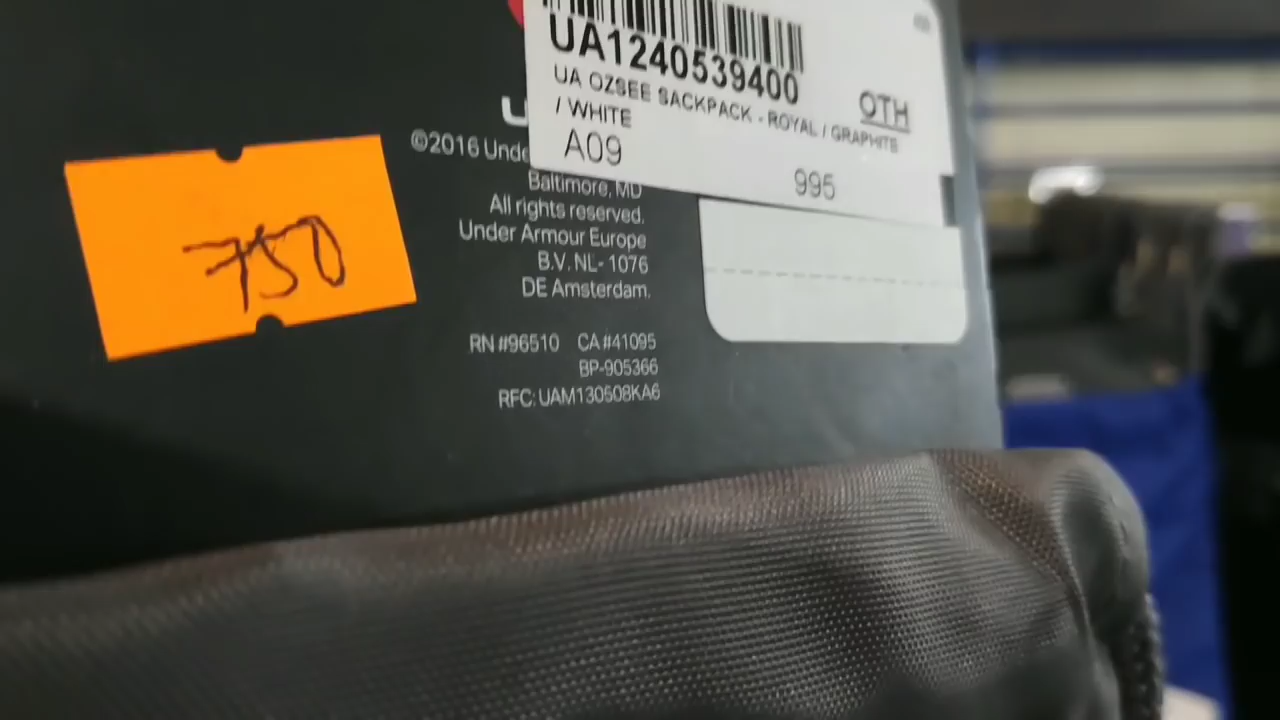 UA1240539400
UA OZSEE SACKPACK - ROYAL / GRAPHITE
/ WHITE
OTH
A09
995
©2016 Unde
Baltimore, MD
All rights reserved.
Under Armour Europe
B.V. NL- 1076
DE Amsterdam.
RN #96510 CA #41095
BP-905366
RFC: UAM130508KA6
750